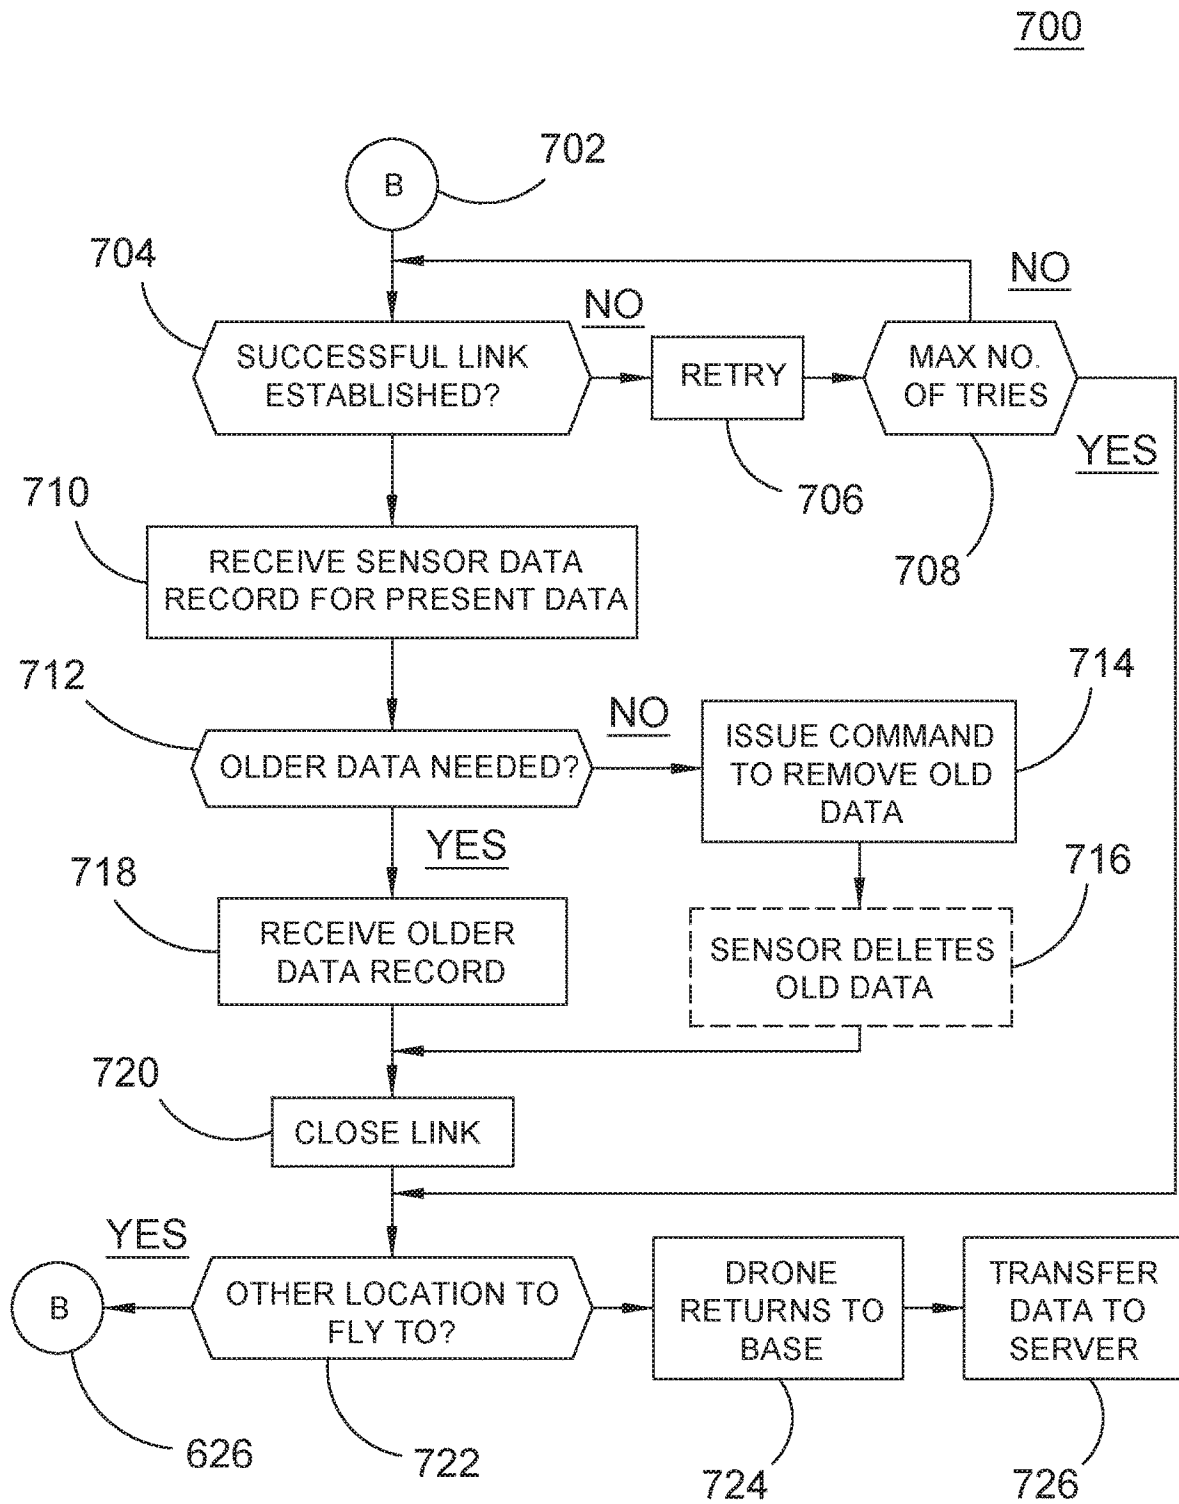 700
702
B
704
NO
NO
SUCCESSFUL LINK
ESTABLISHED?
RETRY
MAX NO.
OF TRIES
YES
710
706
708
RECEIVE SENSOR DATA
RECORD FOR PRESENT DATA
712
714
NO
OLDER DATA NEEDED?
ISSUE COMMAND
TO REMOVE OLD
DATA
YES
718
716
RECEIVE OLDER
DATA RECORD
SENSOR DELETES
OLD DATA
720
CLOSE LINK
YES
B
OTHER LOCATION TO
FLY TO?
DRONE
RETURNS TO
BASE
TRANSFER
DATA TO
SERVER
626
722
724
726